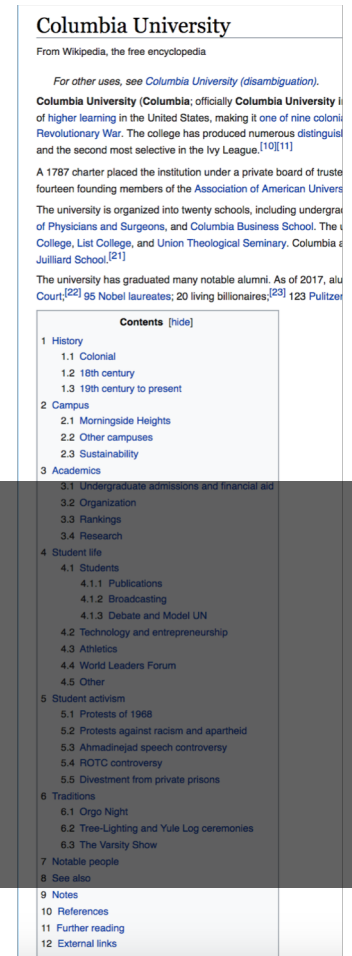 Columbia University
From Wikipedia, the free encyclopedia
For other uses, see Columbia University (disambiguation).
Columbia University (Columbia; officially Columbia University
of higher learning in the United States, making it one of nine
Revolutionary War. The college has produced numerous
and the second most selective in the Ivy League.[10][11]
A 1787 charter placed the institution under a private board of
fourteen founding members of the Association of American
The university is organized into twenty schools, including
of Physicians and Surgeons, and Columbia Business School. The
College, List College, and Union Theological Seminary. Columbia
Juilliard School.[21]
The university has graduated many notable alumni. As of 2017,
Court;[22] 95 Nobel laureates; 20 living billionaires;[23] 123 Pulitzer
Contents [hide]
1 History
1.1 Colonial
1.2 18th century
1.3 19th century to present
2 Campus
2.1 Morningside Heights
2.2 Other campuses
2.3 Sustainability
3 Academics
3.1 Undergraduate admissions and financial aid
3.2 Organization
3.3 Rankings
3.4 Research
4 Student life
4.1 Students
4.1.1 Publications
4.1.2 Broadcasting
4.1.3 Debate and Model UN
4.2 Technology and entrepreneurship
4.3 Athletics
4.4 World Leaders Forum
4.5 Other
5 Student activism
5.1 Protests of 1968
5.2 Protests against racism and apartheid
5.3 Ahmadinejad speech controversy
5.4 ROTC controversy
5.5 Divestment from private prisons
6 Traditions
6.1 Orgo Night
6.2 Tree-Lighting and Yule Log ceremonies
6.3 The Varsity Show
7 Notable people
8 See also
9 Notes
10 References
11 Further reading
12 External links